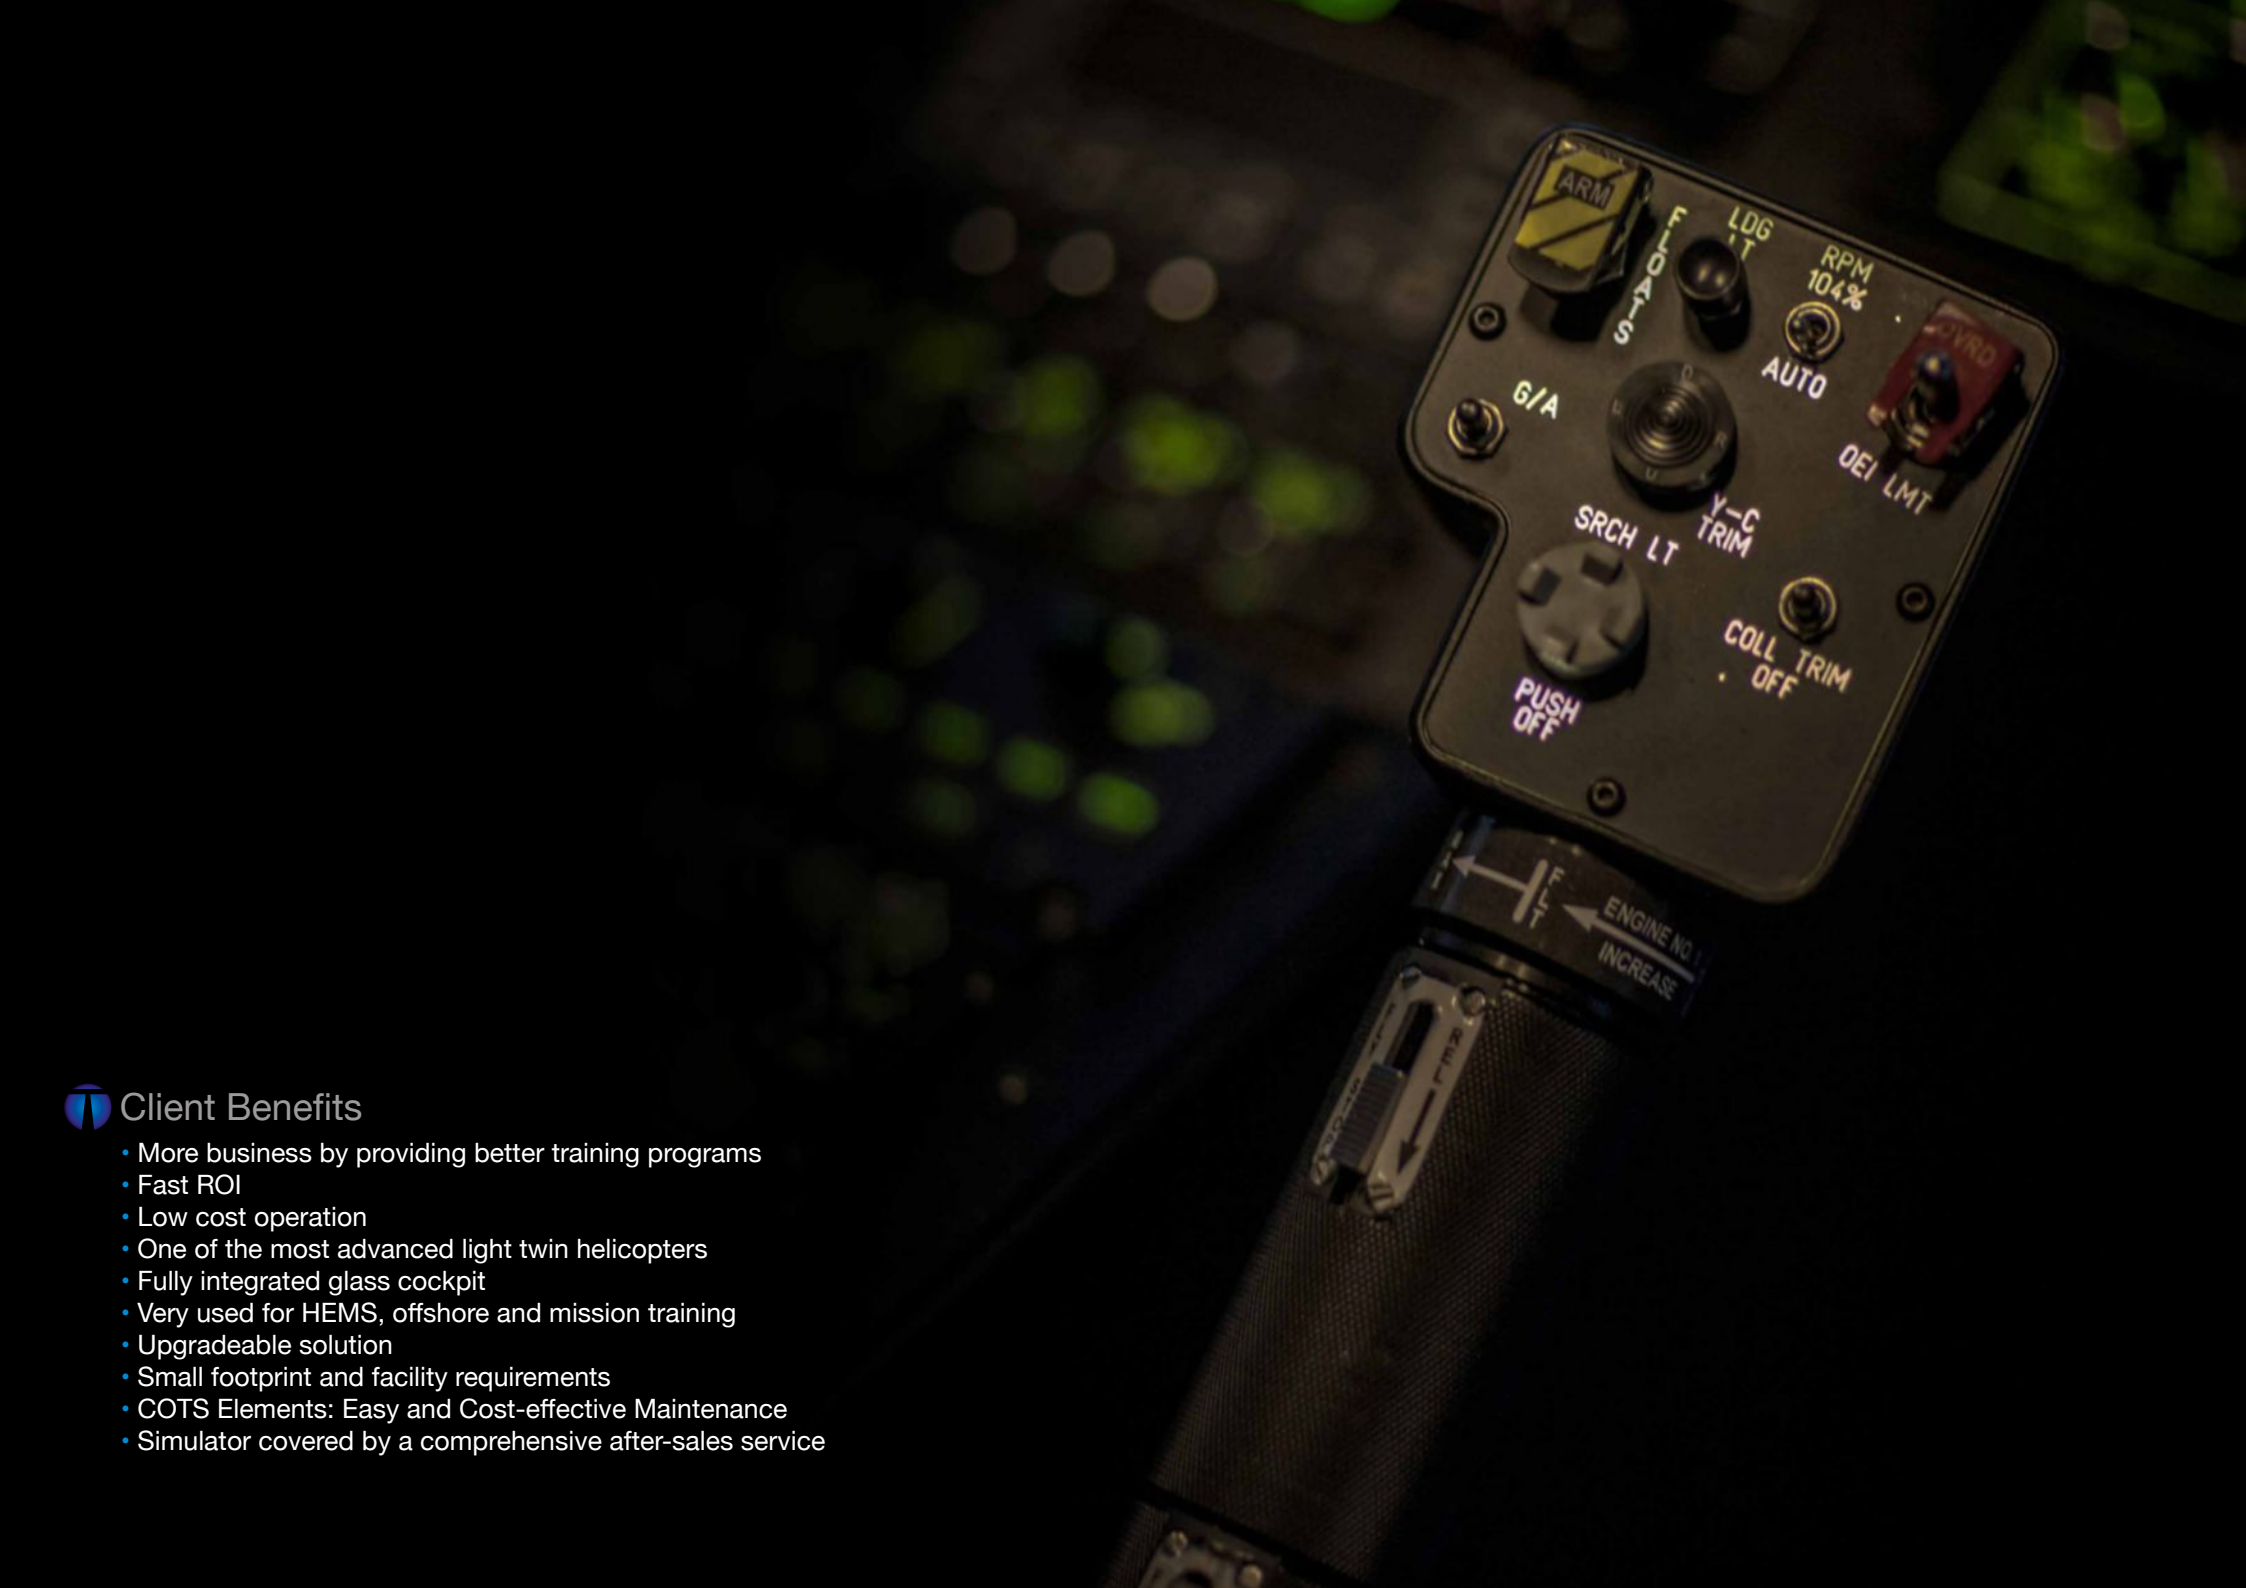 ARM
FLOATS
LDG
LT
RPM
104%
AUTO
OVRD
OEI LMT
G/A
Y-C
TRIM
SRCH LT
PUSH
OFF
COLL TRIM
OFF
FLT
ENGINE NO 1
INCREASE
REL
Client Benefits
• More business by providing better training programs
• Fast ROI
• Low cost operation
• One of the most advanced light twin helicopters
• Fully integrated glass cockpit
• Very used for HEMS, offshore and mission training
• Upgradeable solution
• Small footprint and facility requirements
• COTS Elements: Easy and Cost-effective Maintenance
• Simulator covered by a comprehensive after-sales service